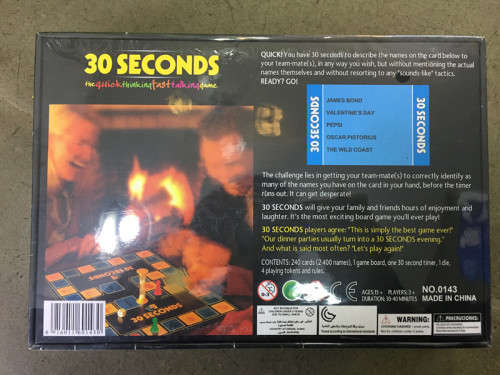 30 SECONDS
the quick thinking fast talking game
QUICK! You have 30 seconds to describe the names on the card below to
your team-mate(s), in any way you wish, but without mentioning the actual
names themselves and without resorting to any "sounds-like" tactics.
READY? GO!
30 SECONDS
JAMES BOND
VALENTINE'S DAY
PEPSI
OSCAR PISTORIUS
THE WILD COAST
30 SECONDS
The challenge lies in getting your team-mate(s) to correctly identify as
many of the names you have on the card in your hand, before the timer
runs out. It can get desperate!
30 SECONDS will give your family and friends hours of enjoyment and
laughter. It's the most exciting board game you'll ever play!
30 SECONDS players agree: "This is simply the best game ever!"
"Our dinner parties usually turn into a 30 SECONDS evening."
And what is said most often? "Let's play again!"
CONTENTS: 240 cards (2 400 names), 1 game board, one 30 second timer, 1 die,
4 playing tokens and rules.
30 SECONDS
30 SECONDS
0-3
CE
AGES 15+ PLAYERS: 3+
DURATION: 30-40 MINUTES
NO.0143
MADE IN CHINA
WARNING: